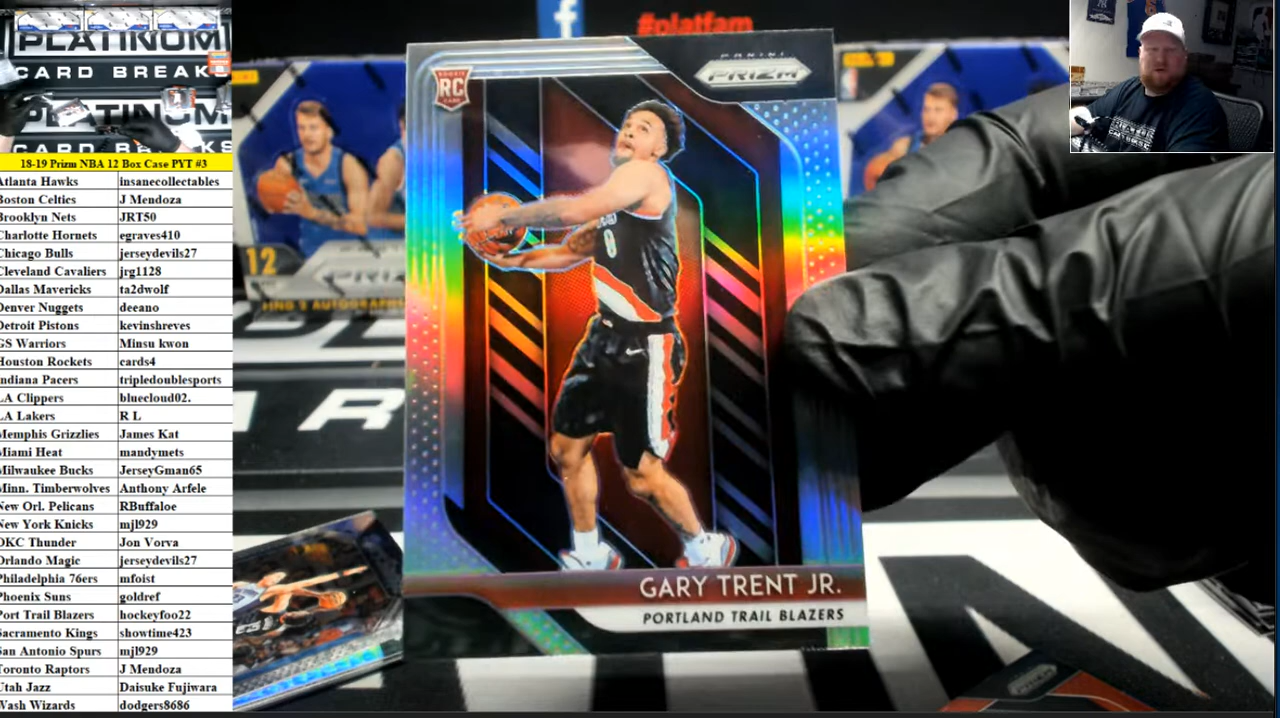 PLATINUM
CARD BREAKS
PLATINUM
CARD BREAKS
18-19 Prizm NBA 12 Box Case PYT #3
Atlanta Hawks insanecollectables
Boston Celtics J Mendoza
Brooklyn Nets JRT50
Charlotte Hornets egraves410
Chicago Bulls jerseydevils27
Cleveland Cavaliers jrg1128
Dallas Mavericks ta2dwolf
Denver Nuggets deeano
Detroit Pistons kevinshreves
GS Warriors Minsu kwon
Houston Rockets cards4
Indiana Pacers tripledoublesports
LA Clippers bluecloud02.
LA Lakers R L
Memphis Grizzlies James Kat
Miami Heat mandymets
Milwaukee Bucks JerseyGman65
Minn. Timberwolves Anthony Arfele
New Orl. Pelicans RBuffaloe
New York Knicks mjl929
OKC Thunder Jon Vorva
Orlando Magic jerseydevils27
Philadelphia 76ers mfoist
Phoenix Suns goldref
Port Trail Blazers hockeyfoo22
Sacramento Kings showtime423
San Antonio Spurs mjl929
Toronto Raptors J Mendoza
Utah Jazz Daisuke Fujiwara
Wash Wizards dodgers8686
f
#platfam
ROOKIE
RC
CARD
PANINI
PRIZM
8
12
GARY TRENT JR.
PORTLAND TRAIL BLAZERS